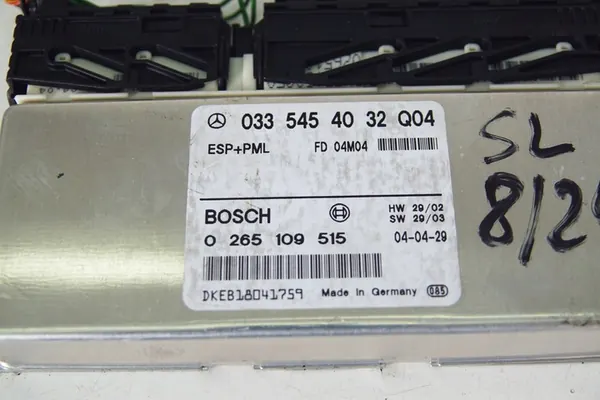 033 545 40 32 Q04
ESP+PML FD 04M04
BOSCH HW 29/02
SW 29/03
0 265 109 515 04-04-29
DKEB18041759 Made in Germany 085
SL